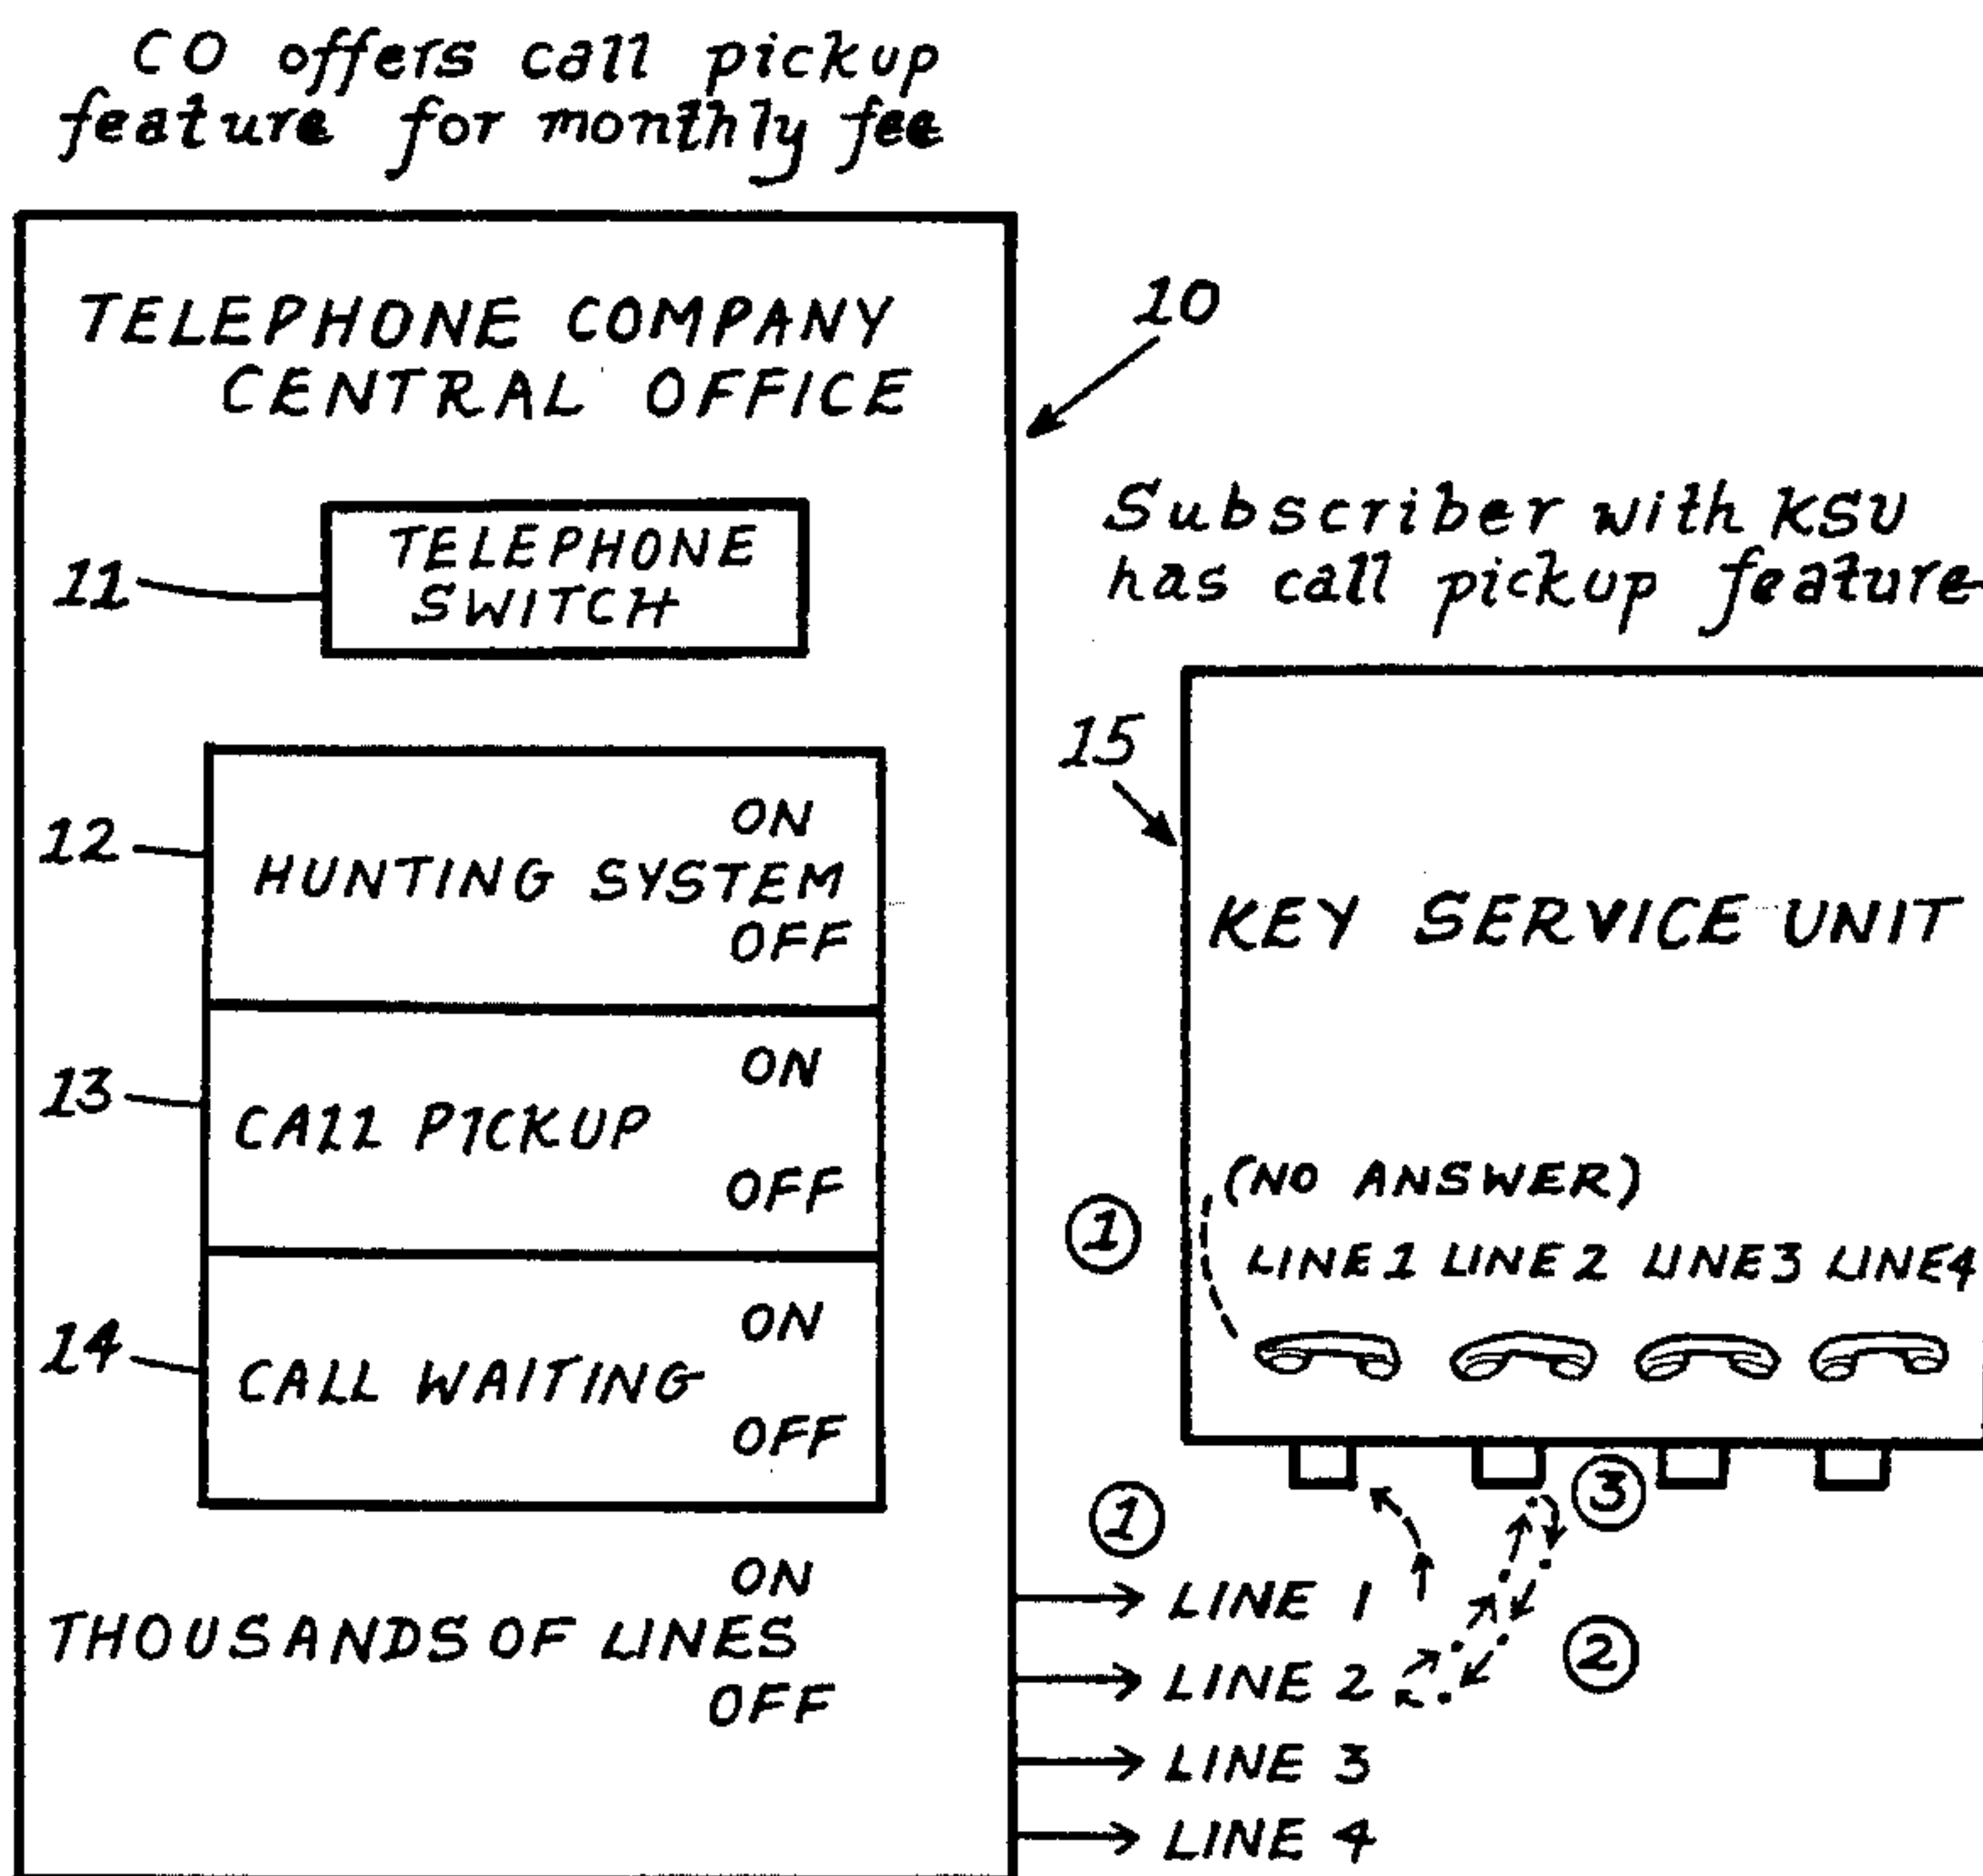 CO offers call pickup
feature for monthly fee
TELEPHONE COMPANY
CENTRAL OFFICE
10
TELEPHONE
SWITCH
11
Subscriber with KSU
has call pickup feature
15
12
ON
HUNTING SYSTEM
OFF
KEY SERVICE UNIT
13
ON
CALL PICKUP
OFF
14
ON
CALL WAITING
OFF
(NO ANSWER)
1
LINE 1 LINE 2 LINE 3 LINE 4
3
1
ON
THOUSANDS OF LINES
OFF
LINE 1
2
LINE 2
LINE 3
LINE 4